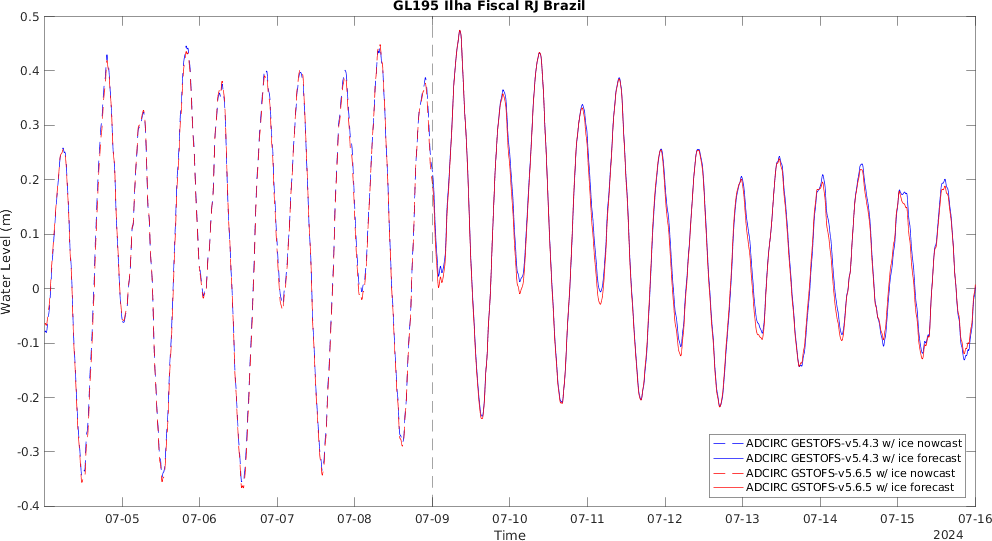 GL195 Ilha Fiscal RJ Brazil
0.5
0.4
0.3
0.2
0.1
0
-0.1
-0.2
-0.3
-0.4
Water Level (m)
ADCIRC GESTOFS-v5.4.3 w/ ice nowcast
ADCIRC GESTOFS-v5.4.3 w/ ice forecast
ADCIRC GSTOFS-v5.6.5 w/ ice nowcast
ADCIRC GSTOFS-v5.6.5 w/ ice forecast
07-05 07-06 07-07 07-08 07-09 07-10 07-11 07-12 07-13 07-14 07-15 07-16
Time
2024